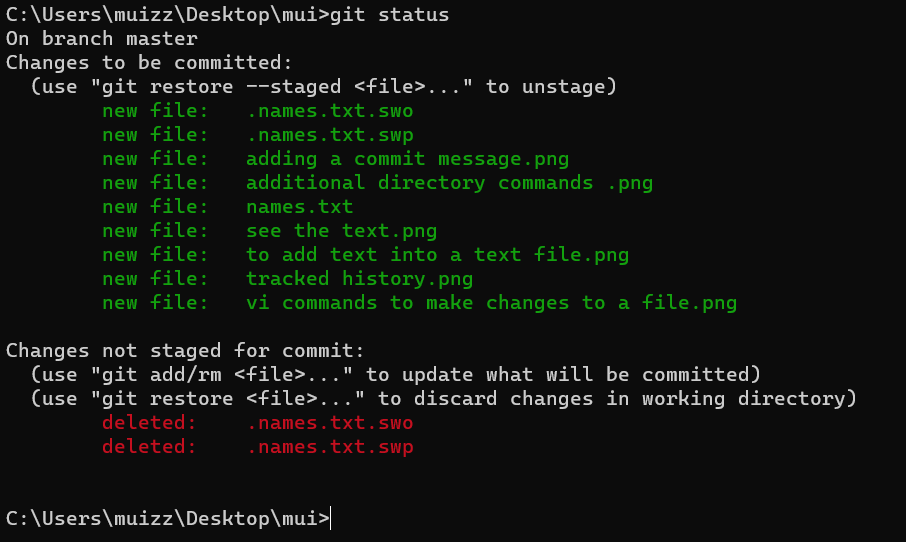 C:\Users\muizz\Desktop\mui>git status
On branch master
Changes to be committed:
  (use "git restore --staged <file>..." to unstage)
        new file:   .names.txt.swo
        new file:   .names.txt.swp
        new file:   adding a commit message.png
        new file:   additional directory commands .png
        new file:   names.txt
        new file:   see the text.png
        new file:   to add text into a text file.png
        new file:   tracked history.png
        new file:   vi commands to make changes to a file.png

Changes not staged for commit:
  (use "git add/rm <file>..." to update what will be committed)
  (use "git restore <file>..." to discard changes in working directory)
        deleted:    .names.txt.swo
        deleted:    .names.txt.swp

C:\Users\muizz\Desktop\mui>